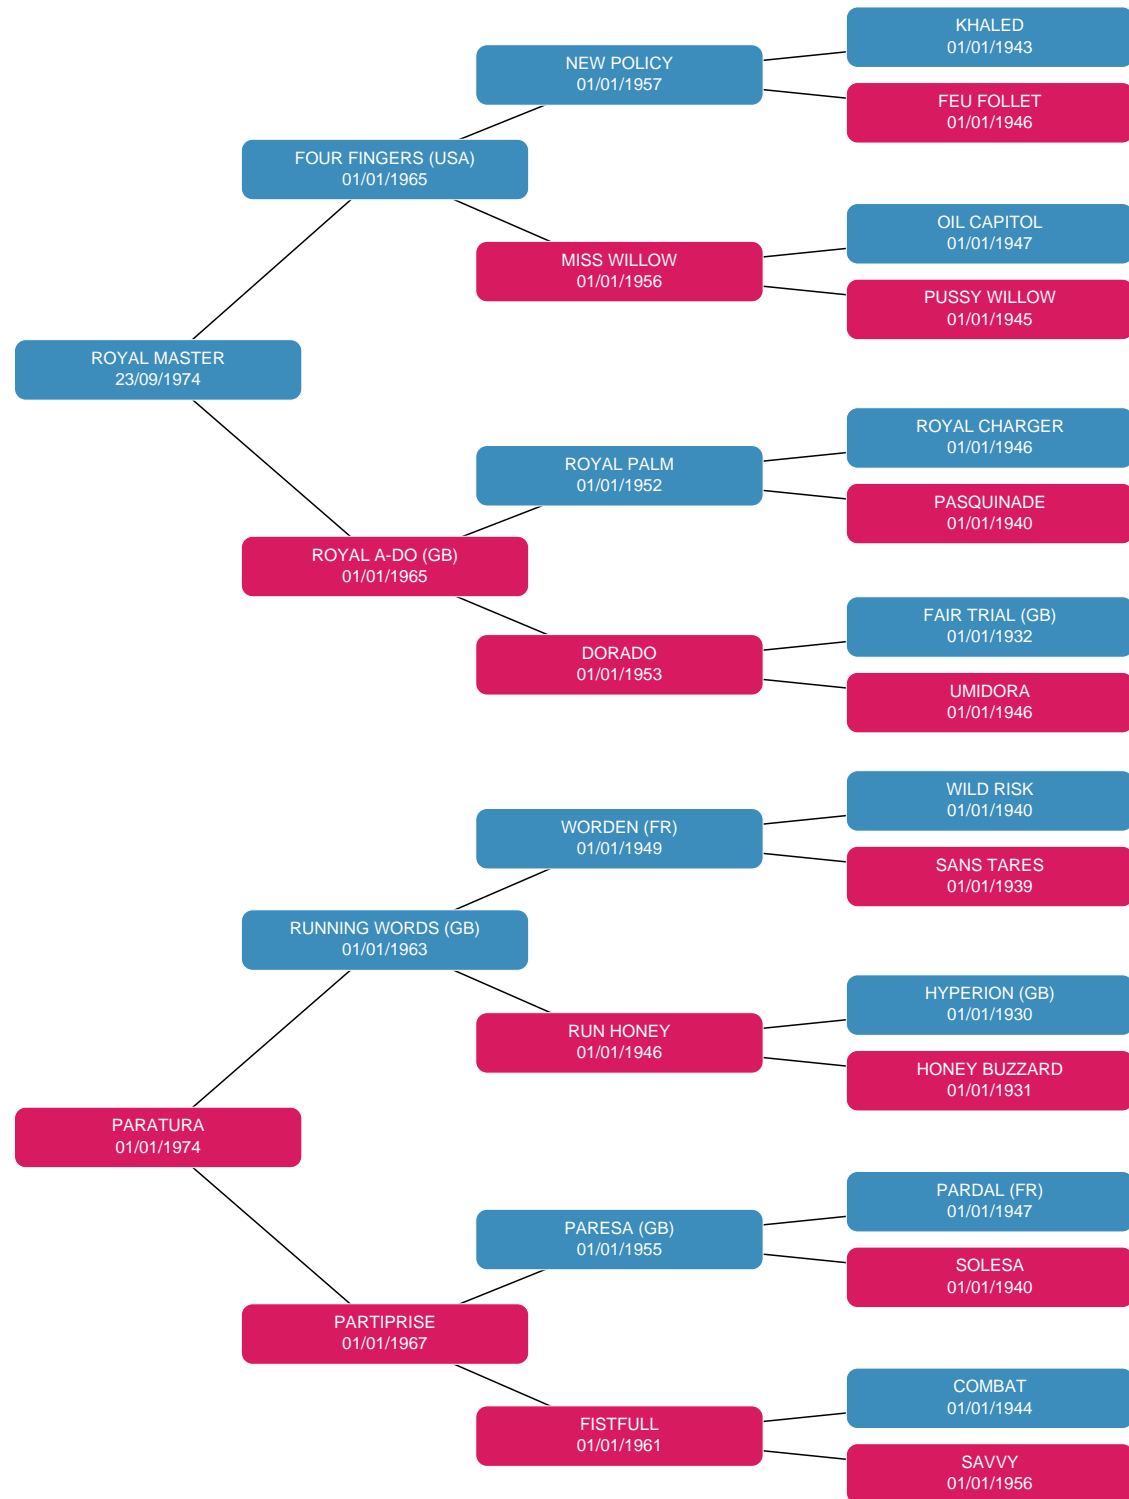 KHALED
01/01/1943
NEW POLICY
01/01/1957
FEU FOLLET
01/01/1946
FOUR FINGERS (USA)
01/01/1965
OIL CAPITOL
01/01/1947
MISS WILLOW
01/01/1956
PUSSY WILLOW
01/01/1945
ROYAL MASTER
23/09/1974
ROYAL CHARGER
01/01/1946
ROYAL PALM
01/01/1952
PASQUINADE
01/01/1940
ROYAL A-DO (GB)
01/01/1965
FAIR TRIAL (GB)
01/01/1932
DORADO
01/01/1953
UMIDORA
01/01/1946
WILD RISK
01/01/1940
WORDEN (FR)
01/01/1949
SANS TARES
01/01/1939
RUNNING WORDS (GB)
01/01/1963
HYPERION (GB)
01/01/1930
RUN HONEY
01/01/1946
HONEY BUZZARD
01/01/1931
PARATURA
01/01/1974
PARDAL (FR)
01/01/1947
PARESA (GB)
01/01/1955
SOLESA
01/01/1940
PARTIPRISE
01/01/1967
COMBAT
01/01/1944
FISTFULL
01/01/1961
SAVVY
01/01/1956